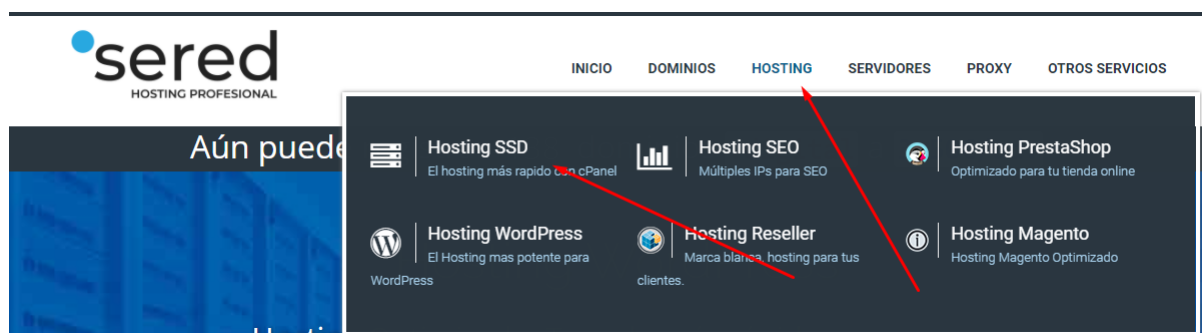 sered
HOSTING PROFESIONAL
INICIO DOMINIOS HOSTING SERVIDORES PROXY OTROS SERVICIOS
Aún puede
Hosting SSD
El hosting más rapido con cPanel
Hosting SEO
Múltiples IPs para SEO
Hosting PrestaShop
Optimizado para tu tienda online
Hosting WordPress
El Hosting mas potente para
WordPress
Hosting Reseller
Marca blanca, hosting para tus
clientes.
Hosting Magento
Hosting Magento Optimizado